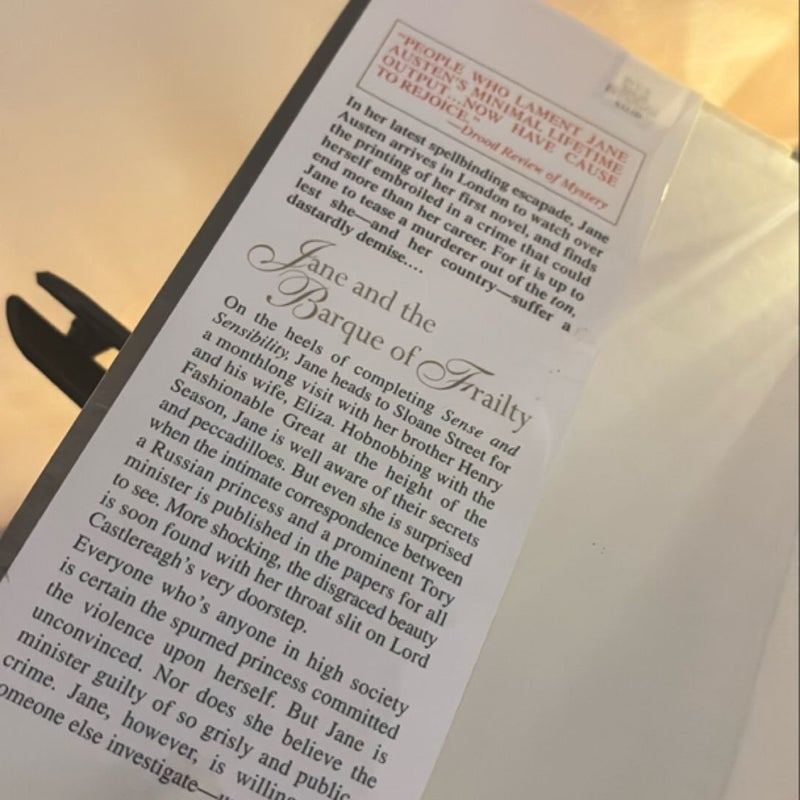 "PEOPLE WHO LAMENT JANE
AUSTEN'S MINIMAL LIFETIME
OUTPUT...NOW HAVE CAUSE
TO REJOICE."
—Drood Review of Mystery
In her latest spellbinding escapade, Jane
Austen arrives in London to watch over
the printing of her first novel, and finds
herself embroiled in a crime that could
end more than her career. For it is up to
Jane to tease a murderer out of the ton,
lest she—and her country—suffer a
dastardly demise....
Jane and the
Barque of Frailty
On the heels of completing Sense and
Sensibility, Jane heads to Sloane Street for
a monthlong visit with her brother Henry
and his wife, Eliza. Hobnobbing with the
Fashionable Great at the height of the
Season, Jane is well aware of their secrets
and peccadilloes. But even she is surprised
when the intimate correspondence between
a Russian princess and a prominent Tory
minister is published in the papers for all
to see. More shocking, the disgraced beauty
is soon found with her throat slit on Lord
Castlereagh's very doorstep.
Everyone who's anyone in high society
is certain the spurned princess committed
the violence upon herself. But Jane is
unconvinced. Nor does she believe the
minister guilty of so grisly and public
crime. Jane, however, is willing
omeone else investigate—